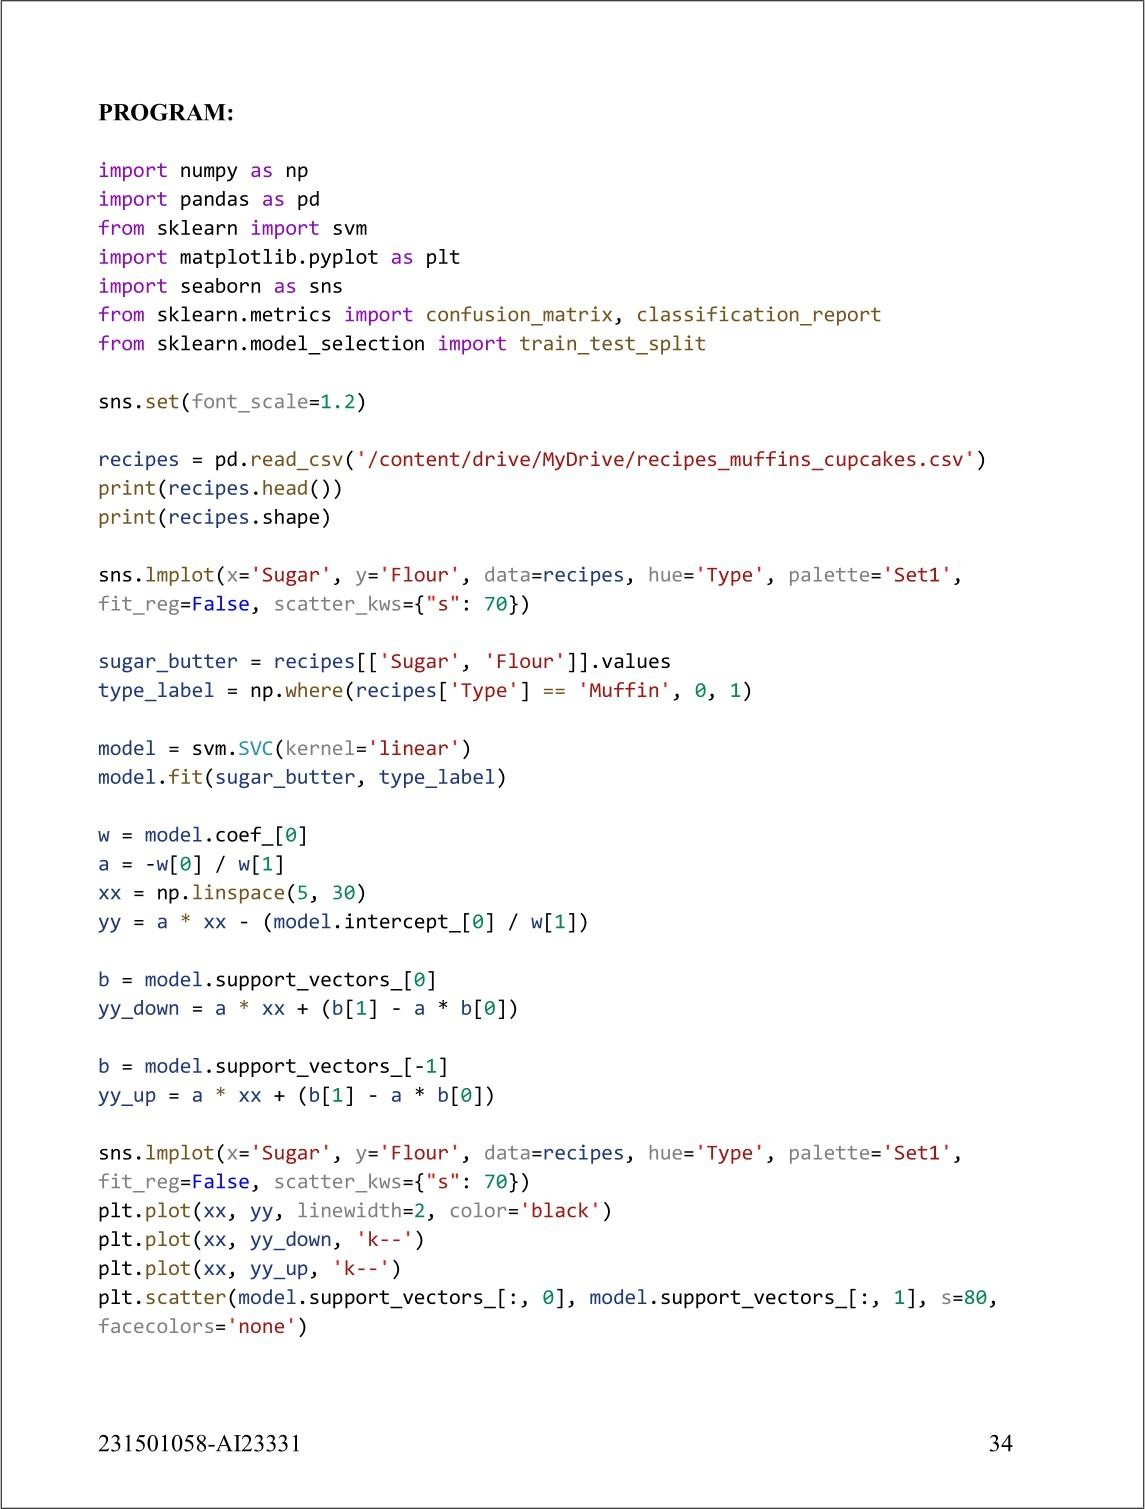 PROGRAM:
import numpy as np
import pandas as pd
from sklearn import svm
import matplotlib.pyplot as plt
import seaborn as sns
from sklearn.metrics import confusion_matrix, classification_report
from sklearn.model_selection import train_test_split
sns.set(font_scale=1.2)
recipes = pd.read_csv('/content/drive/MyDrive/recipes_muffins_cupcakes.csv')
print(recipes.head())
print(recipes.shape)
sns.lmplot(x='Sugar', y='Flour', data=recipes, hue='Type', palette='Set1',
fit_reg=False, scatter_kws={"s": 70})
sugar_butter = recipes[['Sugar', 'Flour']].values
type_label = np.where(recipes['Type'] == 'Muffin', 0, 1)
model = svm.SVC(kernel='linear')
model.fit(sugar_butter, type_label)
w = model.coef_[0]
a = -w[0] / w[1]
xx = np.linspace(5, 30)
yy = a * xx - (model.intercept_[0] / w[1])
b = model.support_vectors_[0]
yy_down = a * xx + (b[1] - a * b[0])
b = model.support_vectors_[-1]
yy_up = a * xx + (b[1] - a * b[0])
sns.lmplot(x='Sugar', y='Flour', data=recipes, hue='Type', palette='Set1',
fit_reg=False, scatter_kws={"s": 70})
plt.plot(xx, yy, linewidth=2, color='black')
plt.plot(xx, yy_down, 'k--')
plt.plot(xx, yy_up, 'k--')
plt.scatter(model.support_vectors_[:, 0], model.support_vectors_[:, 1], s=80,
facecolors='none')
231501058-AI23331 34